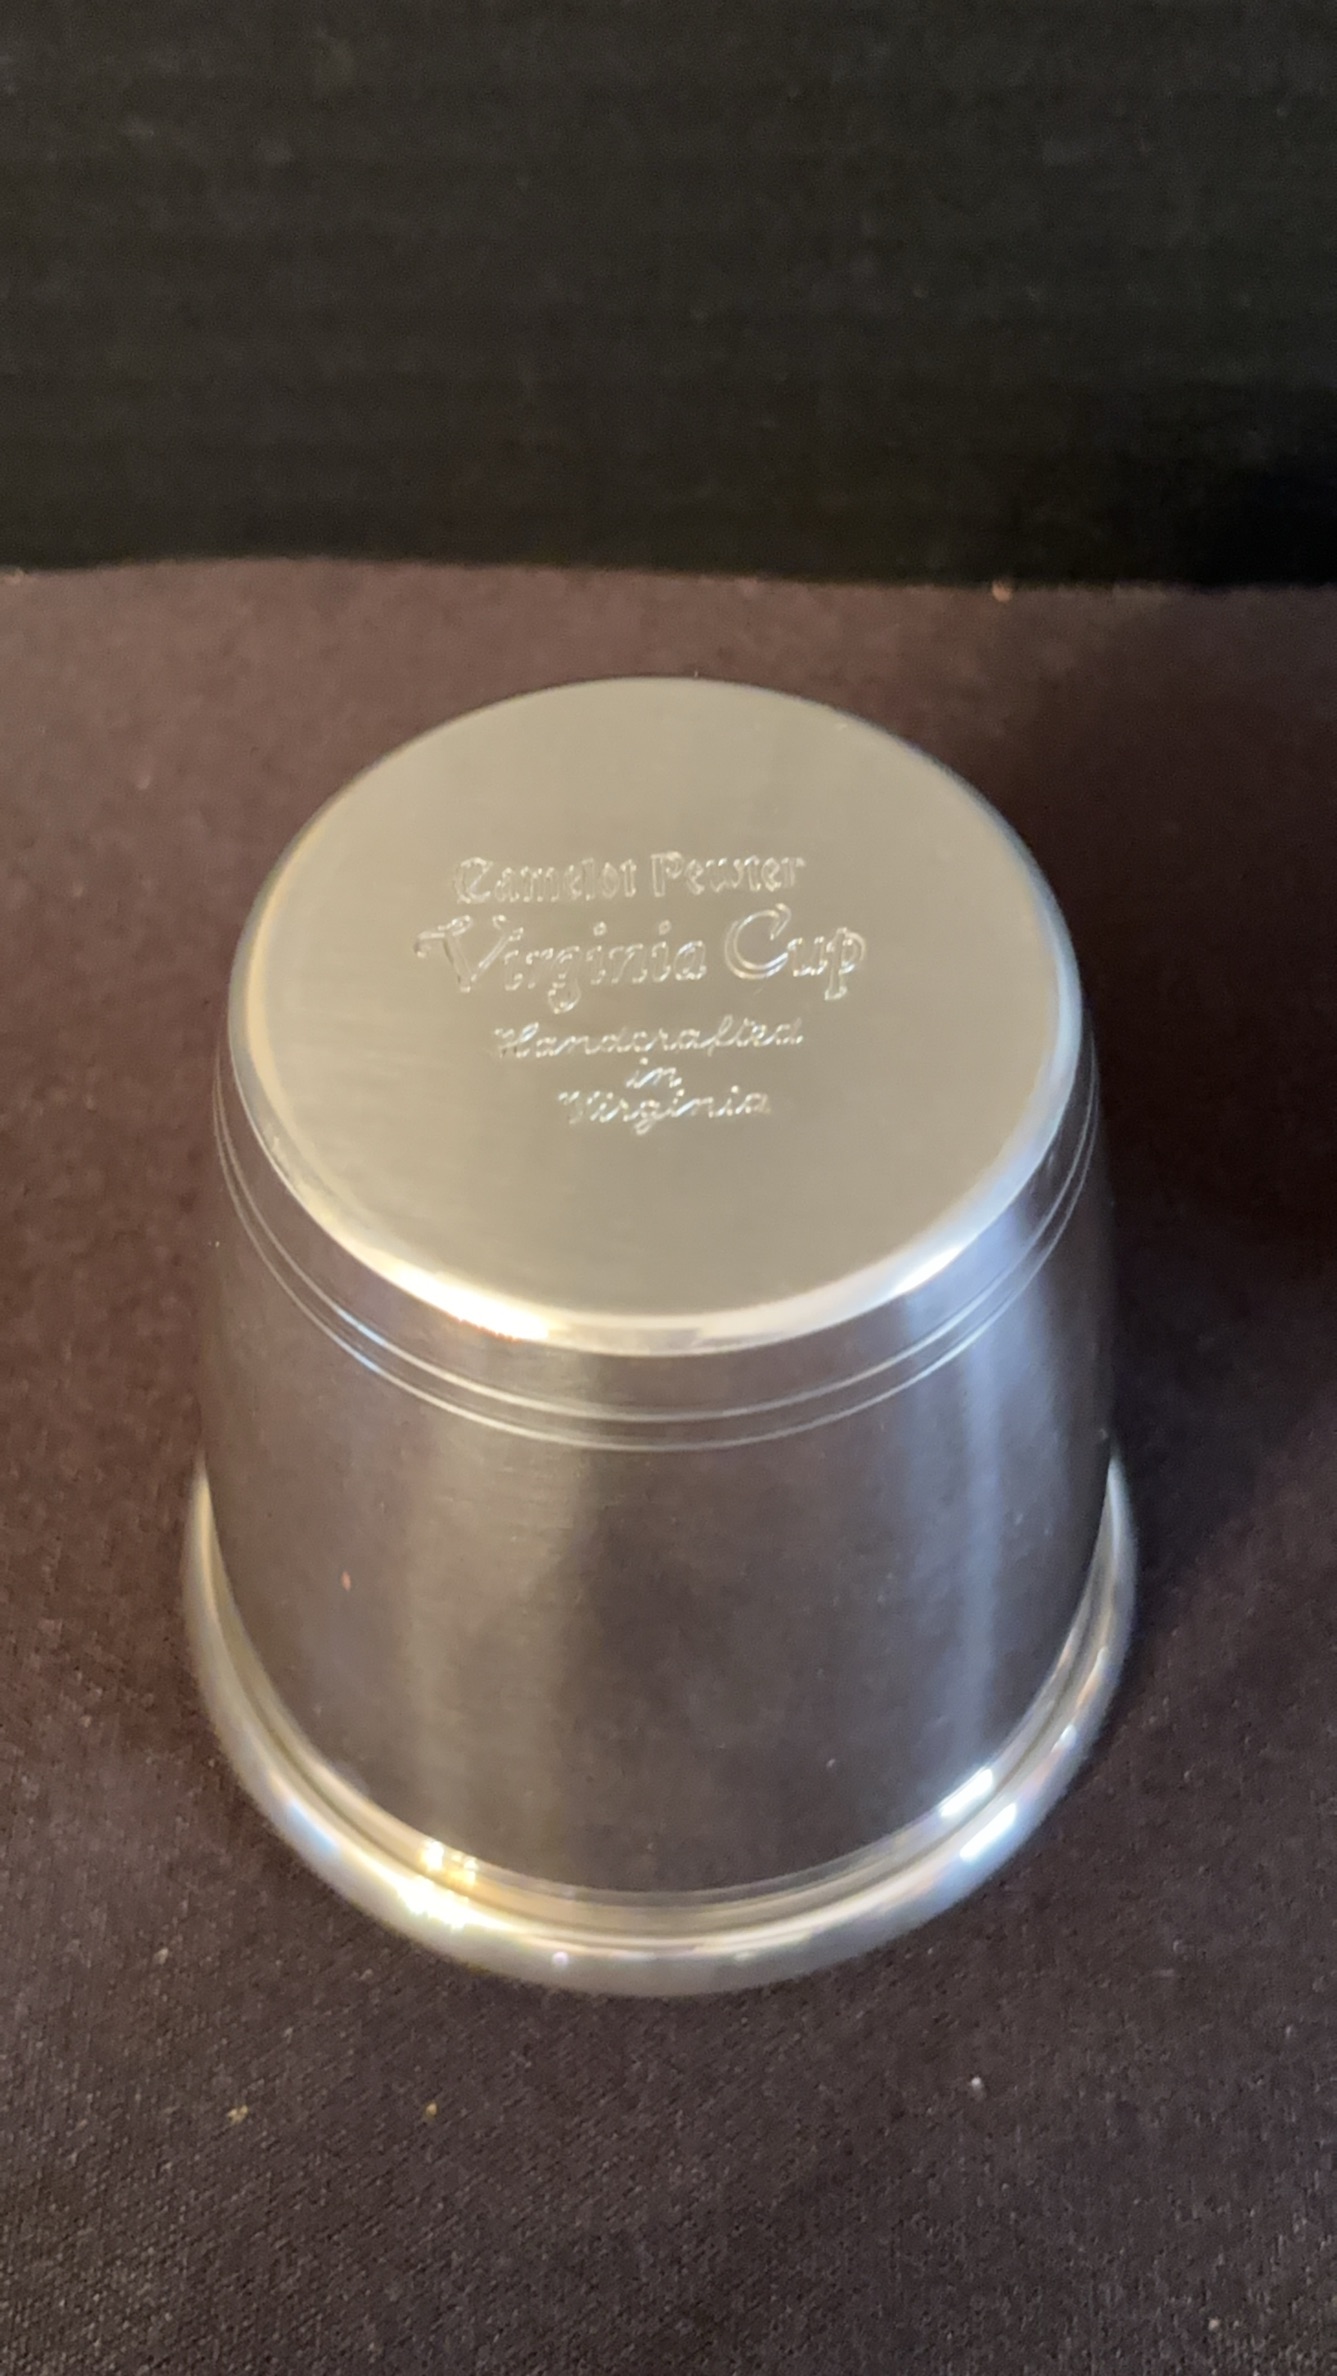 Camelot Pewter
Virginia Cup
Handcrafted
in
Virginia